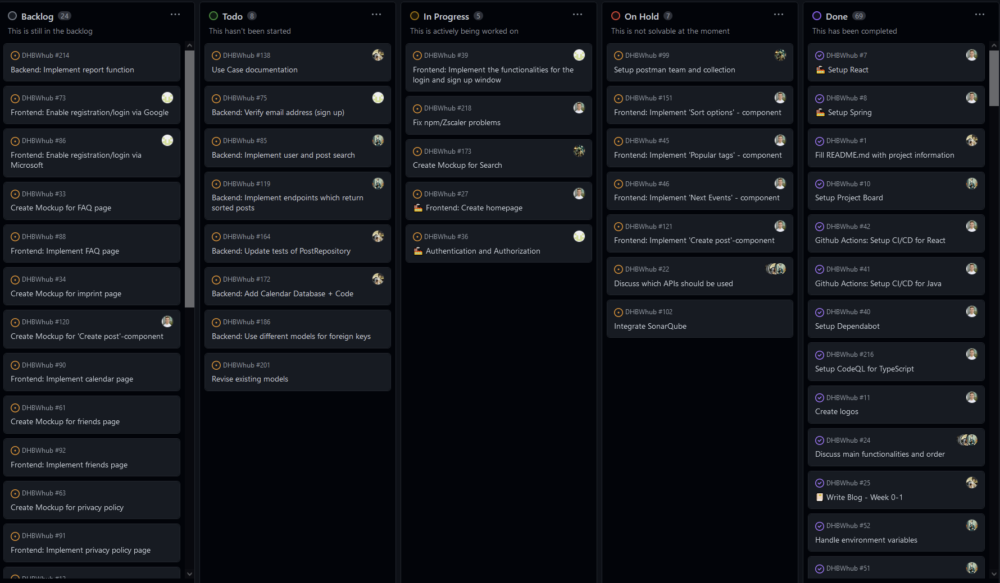 Backlog 24
This is still in the backlog
DHBWhub #214
Backend: Implement report function
DHBWhub #73
Frontend: Enable registration/login via Google
DHBWhub #86
Frontend: Enable registration/login via
Microsoft
DHBWhub #33
Create Mockup for FAQ page
DHBWhub #88
Frontend: Implement FAQ page
DHBWhub #34
Create Mockup for imprint page
DHBWhub #120
Create Mockup for 'Create post'-component
DHBWhub #90
Frontend: Implement calendar page
DHBWhub #61
Create Mockup for friends page
DHBWhub #92
Frontend: Implement friends page
DHBWhub #63
Create Mockup for privacy policy
DHBWhub #91
Frontend: Implement privacy policy page
Todo 8
This hasn't been started
DHBWhub #138
Use Case documentation
DHBWhub #75
Backend: Verify email address (sign up)
DHBWhub #85
Backend: Implement user and post search
DHBWhub #119
Backend: Implement endpoints which return
sorted posts
DHBWhub #164
Backend: Update tests of PostRepository
DHBWhub #172
Backend: Add Calendar Database + Code
DHBWhub #186
Backend: Use different models for foreign keys
DHBWhub #201
Revise existing models
In Progress 5
This is actively being worked on
DHBWhub #39
Frontend: Implement the functionalities for the
login and sign up window
DHBWhub #218
Fix npm/Zscaler problems
DHBWhub #173
Create Mockup for Search
DHBWhub #27
Frontend: Create homepage
DHBWhub #36
Authentication and Authorization
On Hold 7
This is not solvable at the moment
DHBWhub #99
Setup postman team and collection
DHBWhub #151
Frontend: Implement 'Sort options' - component
DHBWhub #45
Frontend: Implement 'Popular tags' - component
DHBWhub #46
Frontend: Implement 'Next Events' - component
DHBWhub #121
Frontend: Implement 'Create post'-component
DHBWhub #22
Discuss which APIs should be used
DHBWhub #102
Integrate SonarQube
Done 69
This has been completed
DHBWhub #7
Setup React
DHBWhub #8
Setup Spring
DHBWhub #1
Fill README.md with project information
DHBWhub #10
Setup Project Board
DHBWhub #42
Github Actions: Setup CI/CD for React
DHBWhub #41
Github Actions: Setup CI/CD for Java
DHBWhub #40
Setup Dependabot
DHBWhub #216
Setup CodeQL for TypeScript
DHBWhub #11
Create logos
DHBWhub #24
Discuss main functionalities and order
DHBWhub #25
Write Blog - Week 0-1
DHBWhub #52
Handle environment variables
DHBWhub #51